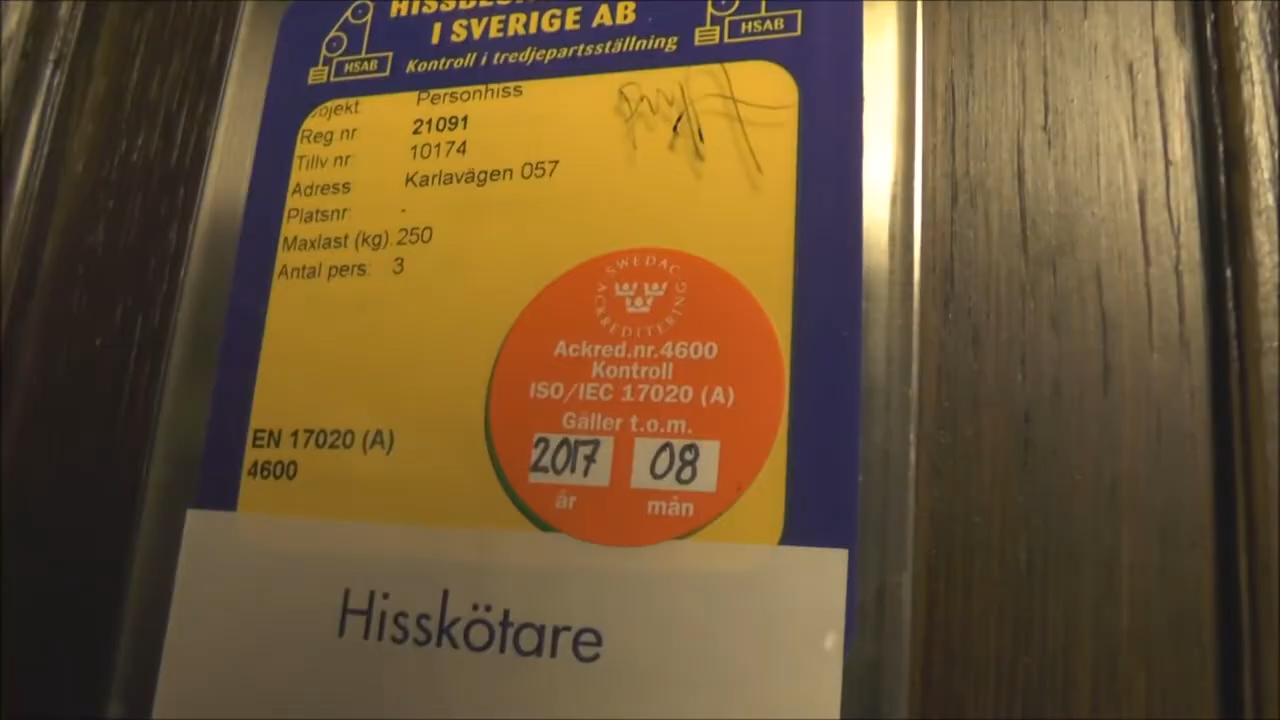 I SVERIGE AB
HSAB
HSAB
Kontroll i tredjepartsställning
Personhiss
Reg nr 21091
Tillv nr 10174
Adress Karlavägen 057
Platsnr: -
Maxlast (kg). 250
Antal pers: 3
SWEDAC
ACKREDITERING
Ackred.nr.4600
Kontroll
ISO/IEC 17020 (A)
Gäller t.o.m.
2017 08
år mån
EN 17020 (A)
4600
Hisskötare